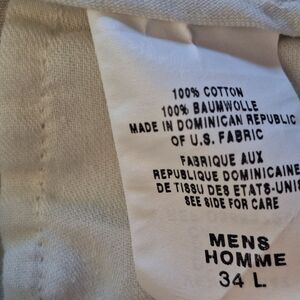 100% COTTON
100% BAUMWOLLE
MADE IN DOMINICAN REPUBLIC
OF U.S. FABRIC
FABRIQUE AUX
REPUBLIQUE DOMINICAINE
DE TISSU DES ETATS-UNIS
SEE SIDE FOR CARE
MENS
HOMME
34 L